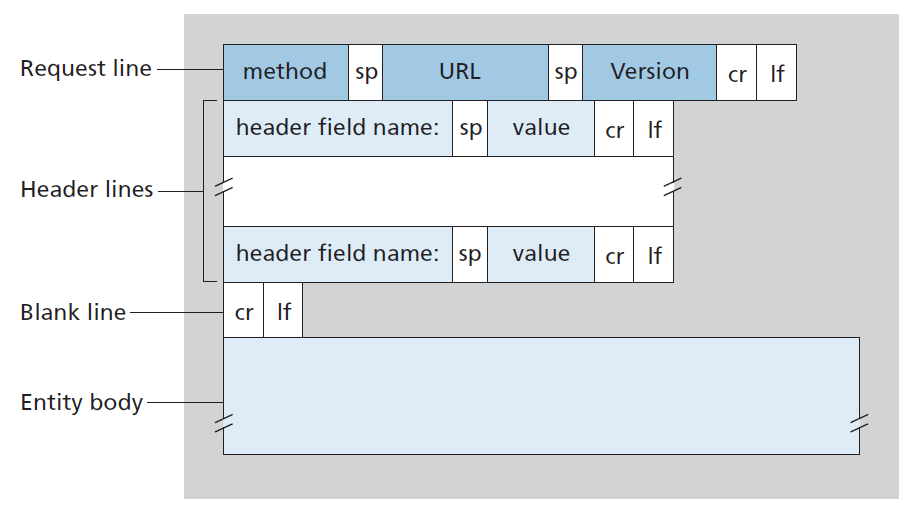 Request line method sp URL sp Version cr lf
header field name: sp value cr lf
Header lines
header field name: sp value cr lf
Blank line cr lf
Entity body